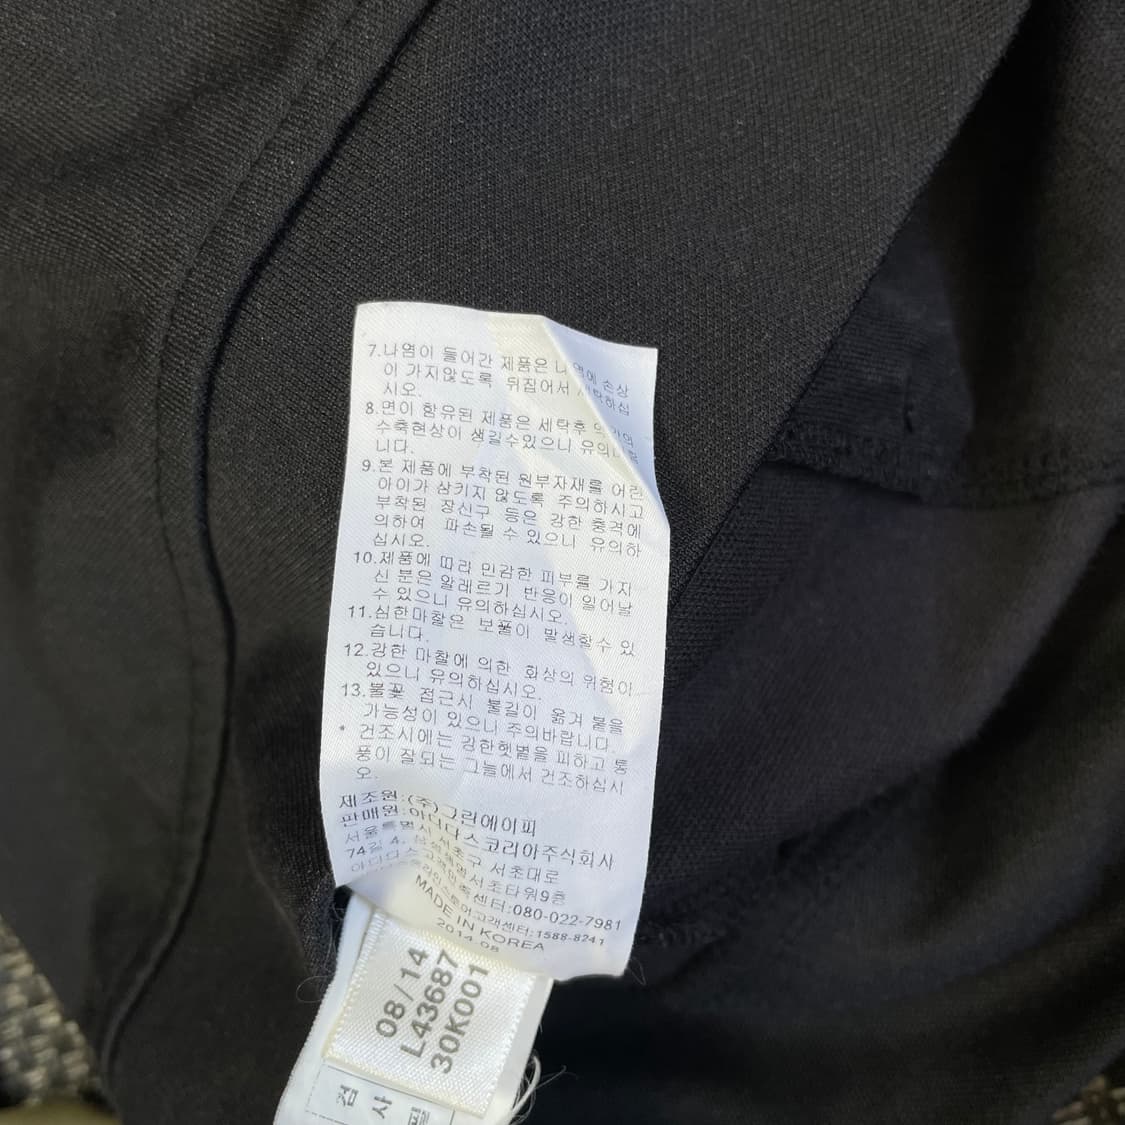 7.나염이 들어간 제품은 나염에 손상
이 가지않도록 뒤집어서 세탁하십
시오.
8.면이 함유된 제품은 세탁후
수축현상이 생길수있으니
니다.
9.본 제품에 부착된 원부자재를 어린
아이가 삼키지 않도록 주의하시고
부착된 장신구 등은 강한 충격에
의하여 파손될 수 있으니 유의하
십시오.
10.제품에 따라 민감한 피부를 가지
신 분은 알레르기 반응이 일어날
수 있으니 유의하십시오.
11.심한마찰은 보풀이 발생할수 있
습니다.
12.강한 마찰에 의한 화상의 위험이
있으니 유의하십시오.
13.불꽃 접근시 불길이 옮겨 붙을
가능성이 있으니 주의바랍니다.
* 건조시에는 강한햇볕을 피하고 통
풍이 잘되는 그늘에서 건조하십시
오.
제조원:(주)그린에이피
판매원:아디다스코리아주식회사
서울특별시 서초구 서초대로
74길 4, 서초타워9층
센터:080-022-7981
고객센터:1588-8241
MADE IN KOREA
2014.08
08/14
L43687
30K001
검 사 필